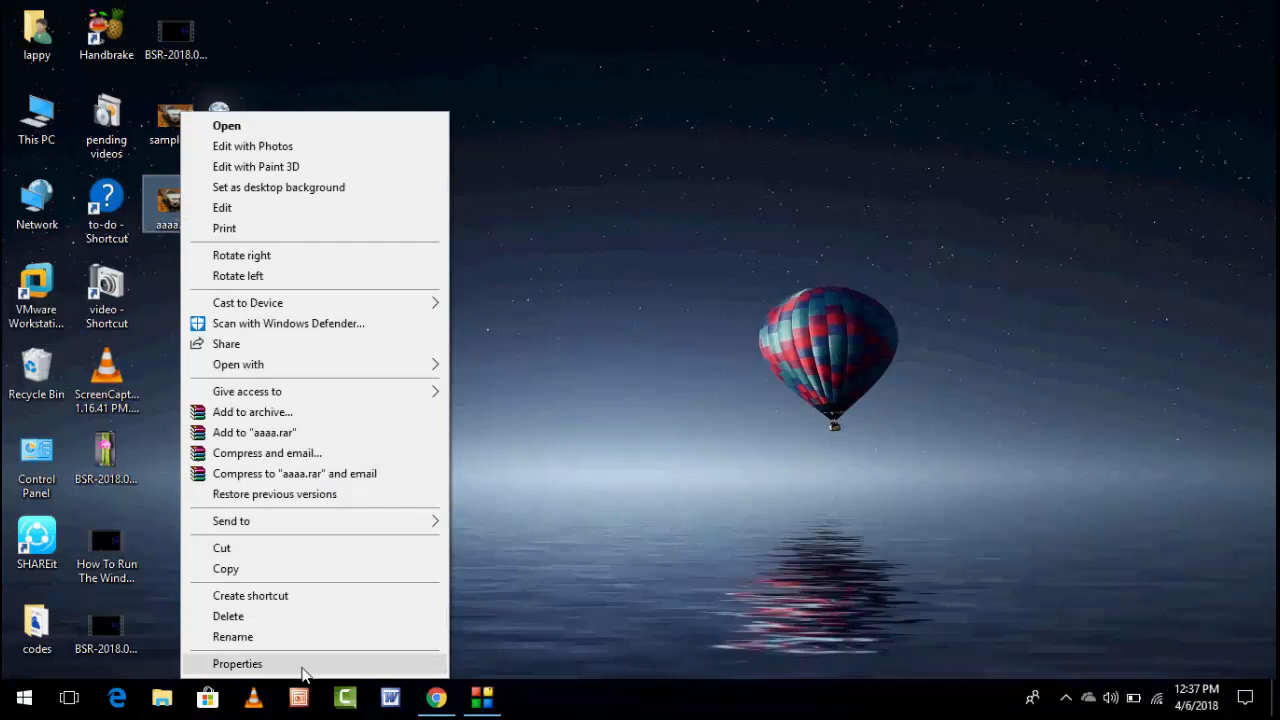 lappy
Handbrake
BSR-2018.0...
This PC
pending
videos
sampl
Network
to-do -
Shortcut
aaaa.
VMware
Workstati...
video -
Shortcut
Recycle Bin
ScreenCapt...
1.16.41 PM....
Control
Panel
BSR-2018.0...
SHAREit
How To Run
The Wind...
codes
BSR-2018.0...
Open
Edit with Photos
Edit with Paint 3D
Set as desktop background
Edit
Print
Rotate right
Rotate left
Cast to Device
Scan with Windows Defender...
Share
Open with
Give access to
Add to archive...
Add to "aaaa.rar"
Compress and email...
Compress to "aaaa.rar" and email
Restore previous versions
Send to
Cut
Copy
Create shortcut
Delete
Rename
Properties
12:37 PM
4/6/2018